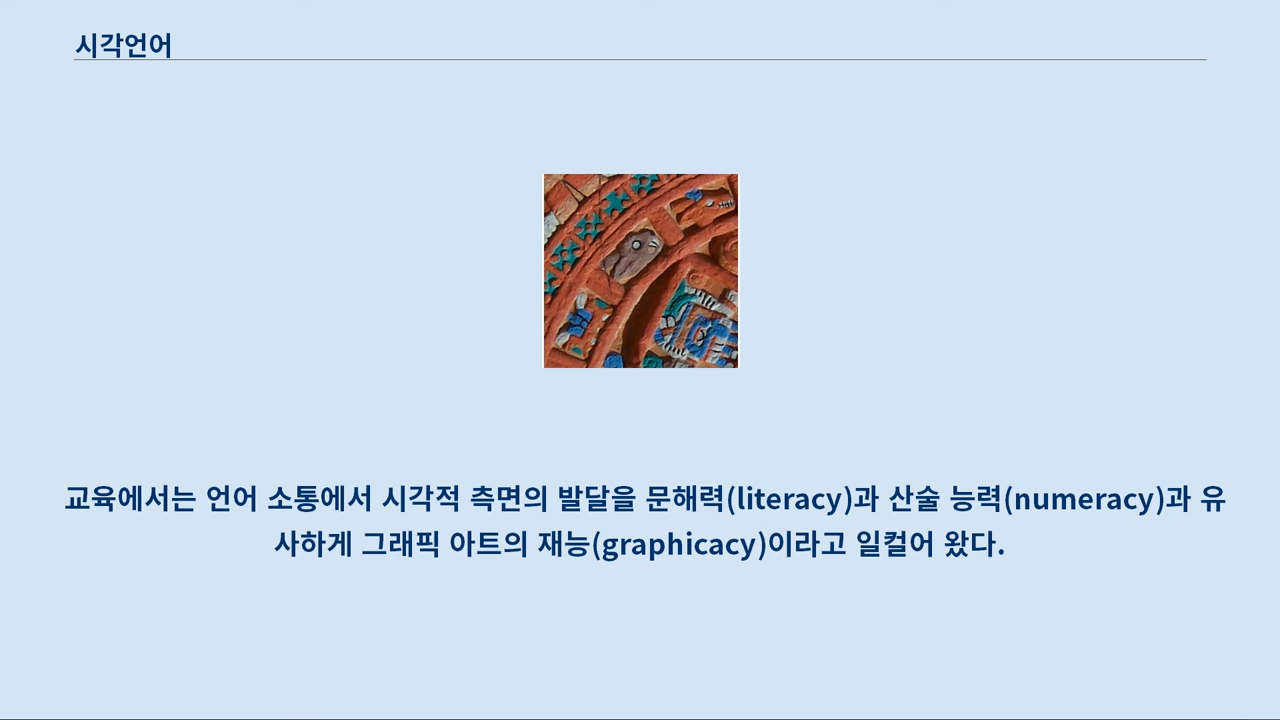 시각언어
교육에서는 언어 소통에서 시각적 측면의 발달을 문해력(literacy)과 산술 능력(numeracy)과 유
사하게 그래픽 아트의 재능(graphicacy)이라고 일컬어 왔다.